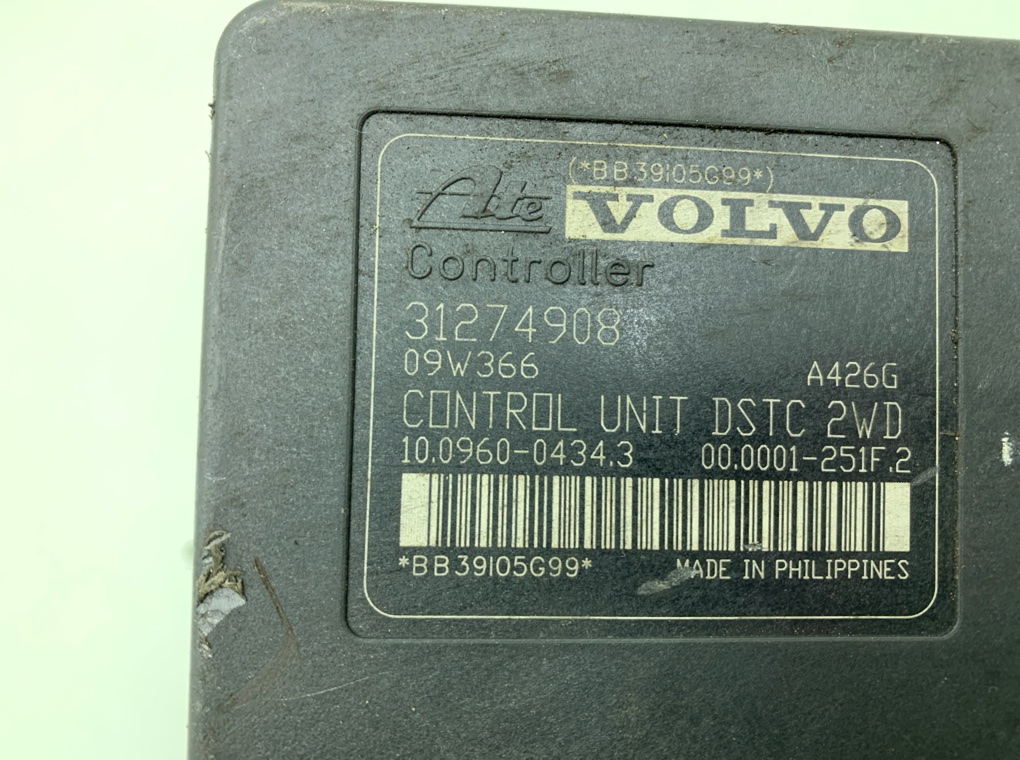 (*BB39I05G99*)
Ate VOLVO
Controller
31274908
09W366 A426G
CONTROL UNIT DSTC 2WD
10.0960-0434.3 00.0001-251F.2
*BB39I05G99* MADE IN PHILIPPINES